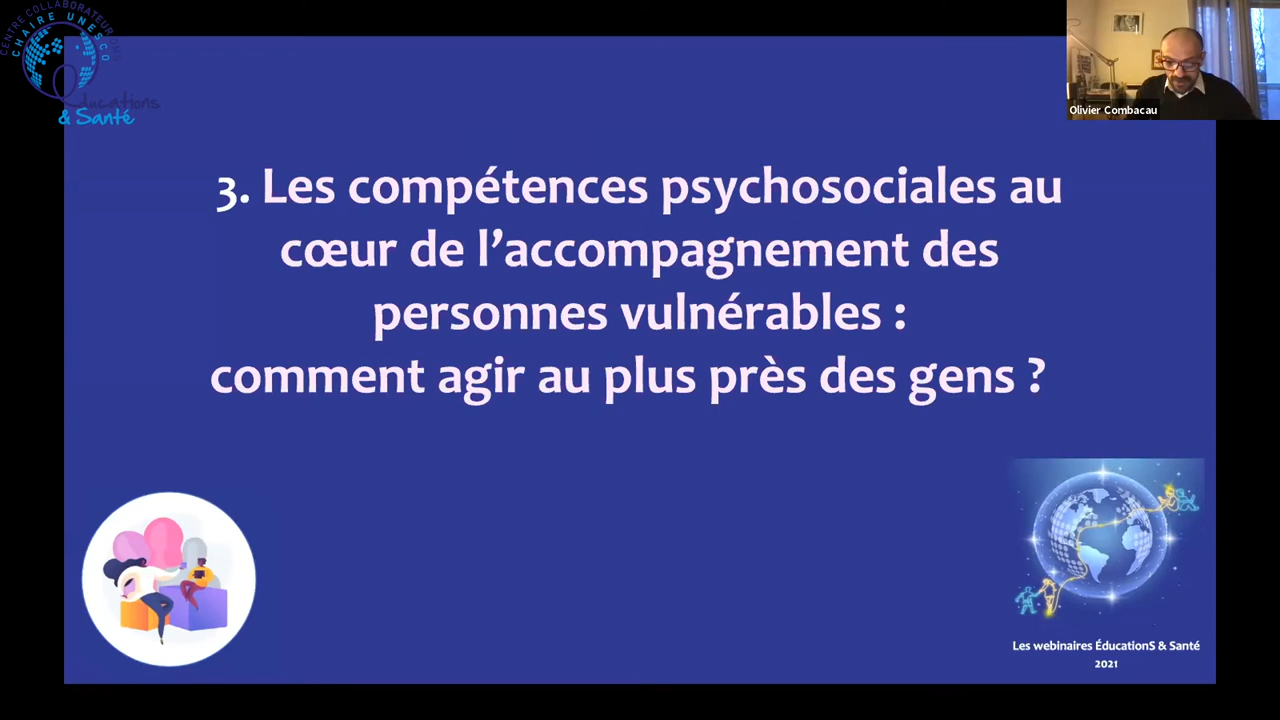 CENTRE COLLABORATEUR OMS
CHAIRE UNESCO
Éducations
& Santé
Olivier Combacau
3. Les compétences psychosociales au
cœur de l’accompagnement des
personnes vulnérables :
comment agir au plus près des gens ?
Les webinaires ÉducationS & Santé
2021